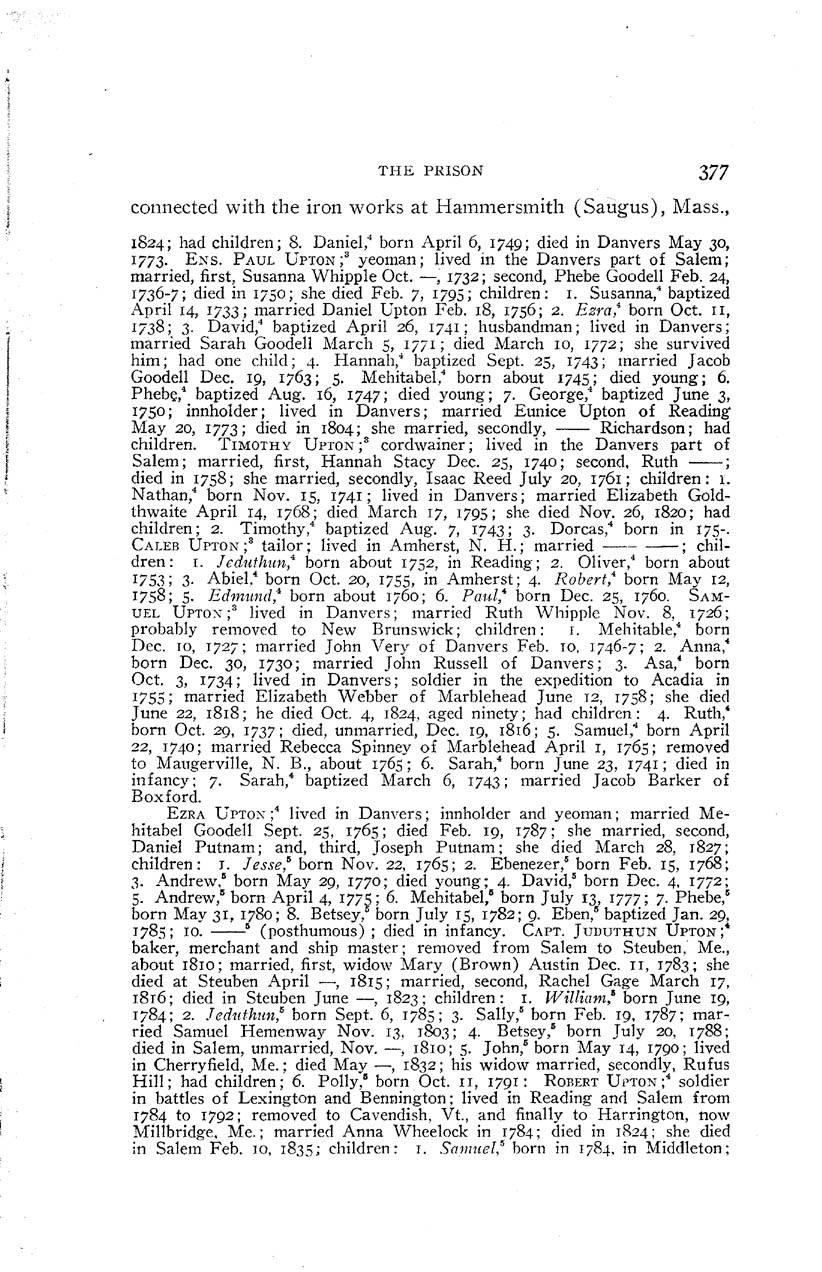 THE PRISON 377
connected with the iron works at Hammersmith (Saugus), Mass.,
1824; had children; 8. Daniel,⁴ born April 6, 1749; died in Danvers May 30,
1773. ENS. PAUL UPTON;³ yeoman; lived in the Danvers part of Salem;
married, first, Susanna Whipple Oct. —, 1732; second, Phebe Goodell Feb. 24,
1736-7; died in 1750; she died Feb. 7, 1795; children: 1. Susanna,⁴ baptized
April 14, 1733; married Daniel Upton Feb. 18, 1756; 2. Ezra,⁴ born Oct. 11,
1738; 3. David,⁴ baptized April 26, 1741; husbandman; lived in Danvers;
married Sarah Goodell March 5, 1771; died March 10, 1772; she survived
him; had one child; 4. Hannah,⁴ baptized Sept. 25, 1743; married Jacob
Goodell Dec. 19, 1763; 5. Mehitabel,⁴ born about 1745; died young; 6.
Phebe,⁴ baptized Aug. 16, 1747; died young; 7. George,⁴ baptized June 3,
1750; innholder; lived in Danvers; married Eunice Upton of Reading
May 20, 1773; died in 1804; she married, secondly, —— Richardson; had
children. TIMOTHY UPTON;³ cordwainer; lived in the Danvers part of
Salem; married, first, Hannah Stacy Dec. 25, 1740; second, Ruth ——;
died in 1758; she married, secondly, Isaac Reed July 20, 1761; children: 1.
Nathan,⁴ born Nov. 15, 1741; lived in Danvers; married Elizabeth Gold-
thwaite April 14, 1768; died March 17, 1795; she died Nov. 26, 1820; had
children; 2. Timothy,⁴ baptized Aug. 7, 1743; 3. Dorcas,⁴ born in 175-.
CALEB UPTON;³ tailor; lived in Amherst, N. H.; married —— ——; chil-
dren: 1. Jeduthun,⁴ born about 1752, in Reading; 2. Oliver,⁴ born about
1753; 3. Abiel,⁴ born Oct. 20, 1755, in Amherst; 4. Robert,⁴ born May 12,
1758; 5. Edmund,⁴ born about 1760; 6. Paul,⁴ born Dec. 25, 1760. SAM-
UEL UPTON;³ lived in Danvers; married Ruth Whipple Nov. 8, 1726;
probably removed to New Brunswick; children: 1. Mehitable,⁴ born
Dec. 10, 1727; married John Very of Danvers Feb. 10, 1746-7; 2. Anna,⁴
born Dec. 30, 1730; married John Russell of Danvers; 3. Asa,⁴ born
Oct. 3, 1734; lived in Danvers; soldier in the expedition to Acadia in
1755; married Elizabeth Webber of Marblehead June 12, 1758; she died
June 22, 1818; he died Oct. 4, 1824, aged ninety; had children: 4. Ruth,⁴
born Oct. 29, 1737; died, unmarried, Dec. 19, 1816; 5. Samuel,⁴ born April
22, 1740; married Rebecca Spinney of Marblehead April 1, 1765; removed
to Maugerville, N. B., about 1765; 6. Sarah,⁴ born June 23, 1741; died in
infancy; 7. Sarah,⁴ baptized March 6, 1743; married Jacob Barker of
Boxford.
EZRA UPTON;⁴ lived in Danvers; innholder and yeoman; married Me-
hitabel Goodell Sept. 25, 1765; died Feb. 19, 1787; she married, second,
Daniel Putnam; and, third, Joseph Putnam; she died March 28, 1827;
children: 1. Jesse,⁵ born Nov. 22, 1765; 2. Ebenezer,⁵ born Feb. 15, 1768;
3. Andrew,⁵ born May 29, 1770; died young; 4. David,⁵ born Dec. 4, 1772;
5. Andrew,⁵ born April 4, 1775; 6. Mehitabel,⁵ born July 13, 1777; 7. Phebe,⁵
born May 31, 1780; 8. Betsey,⁵ born July 15, 1782; 9. Eben,⁵ baptized Jan. 29,
1785; 10. ——⁵ (posthumous); died in infancy. CAPT. JUDUTHUN UPTON;⁴
baker, merchant and ship master; removed from Salem to Steuben, Me.,
about 1810; married, first, widow Mary (Brown) Austin Dec. 11, 1783; she
died at Steuben April —, 1815; married, second, Rachel Gage March 17,
1816; died in Steuben June —, 1823; children: 1. William,⁵ born June 19,
1784; 2. Jeduthun,⁵ born Sept. 6, 1785; 3. Sally,⁵ born Feb. 19, 1787; mar-
ried Samuel Hemenway Nov. 13, 1803; 4. Betsey,⁵ born July 20, 1788;
died in Salem, unmarried, Nov. —, 1810; 5. John,⁵ born May 14, 1790; lived
in Cherryfield, Me.; died May —, 1832; his widow married, secondly, Rufus
Hill; had children; 6. Polly,⁵ born Oct. 11, 1791: ROBERT UPTON;⁴ soldier
in battles of Lexington and Bennington; lived in Reading and Salem from
1784 to 1792; removed to Cavendish, Vt., and finally to Harrington, now
Millbridge, Me.; married Anna Wheelock in 1784; died in 1824; she died
in Salem Feb. 10, 1835; children: 1. Samuel,⁵ born in 1784, in Middleton;